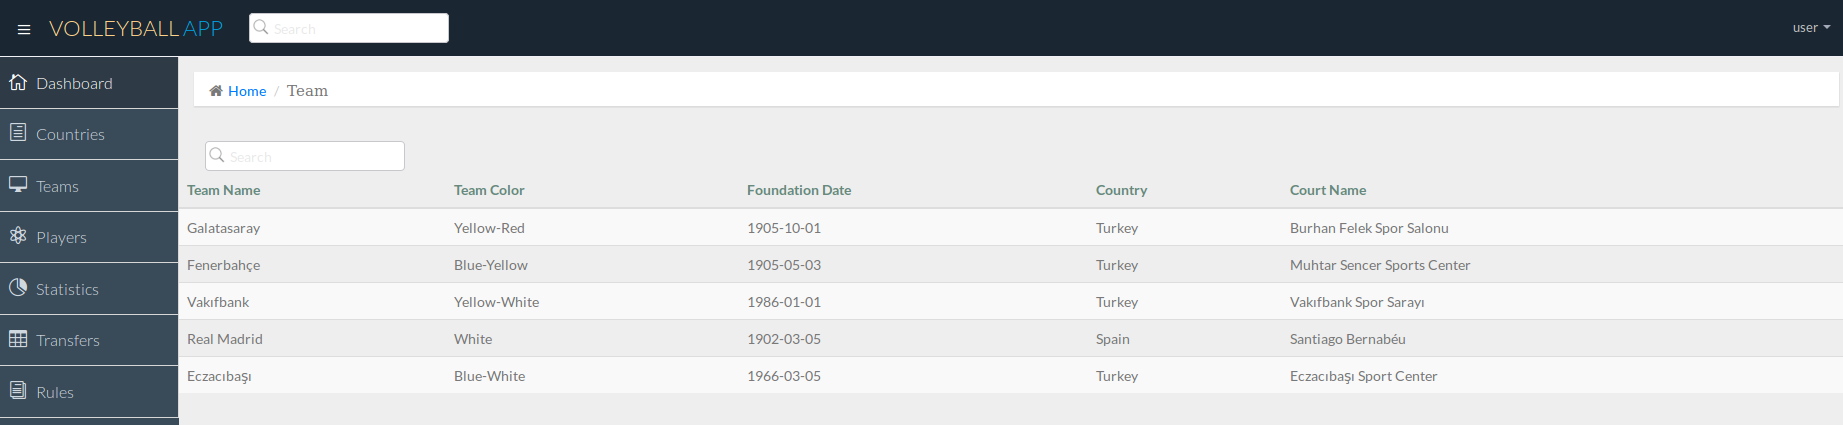 VOLLEYBALL APP Search user
Dashboard
Countries
Teams
Players
Statistics
Transfers
Rules
Home / Team
Search
Team Name Team Color Foundation Date Country Court Name
Galatasaray Yellow-Red 1905-10-01 Turkey Burhan Felek Spor Salonu
Fenerbahçe Blue-Yellow 1905-05-03 Turkey Muhtar Sencer Sports Center
Vakıfbank Yellow-White 1986-01-01 Turkey Vakıfbank Spor Sarayı
Real Madrid White 1902-03-05 Spain Santiago Bernabéu
Eczacıbaşı Blue-White 1966-03-05 Turkey Eczacıbaşı Sport Center